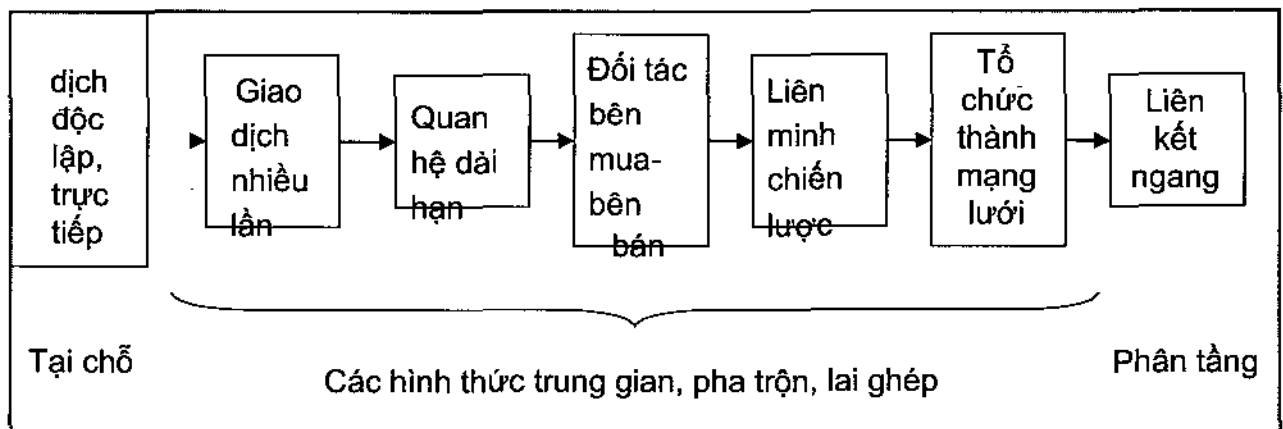 dịch
độc
lập,
trực
tiếp
Giao
dịch
nhiều
lần
Quan
hệ dài
hạn
Đối tác
bên
mua-
bên
bán
Liên
minh
chiến
lược
Tổ
chức
thành
mạng
lưới
Liên
kết
ngang
Tại chỗ
Các hình thức trung gian, pha trộn, lai ghép
Phân tầng